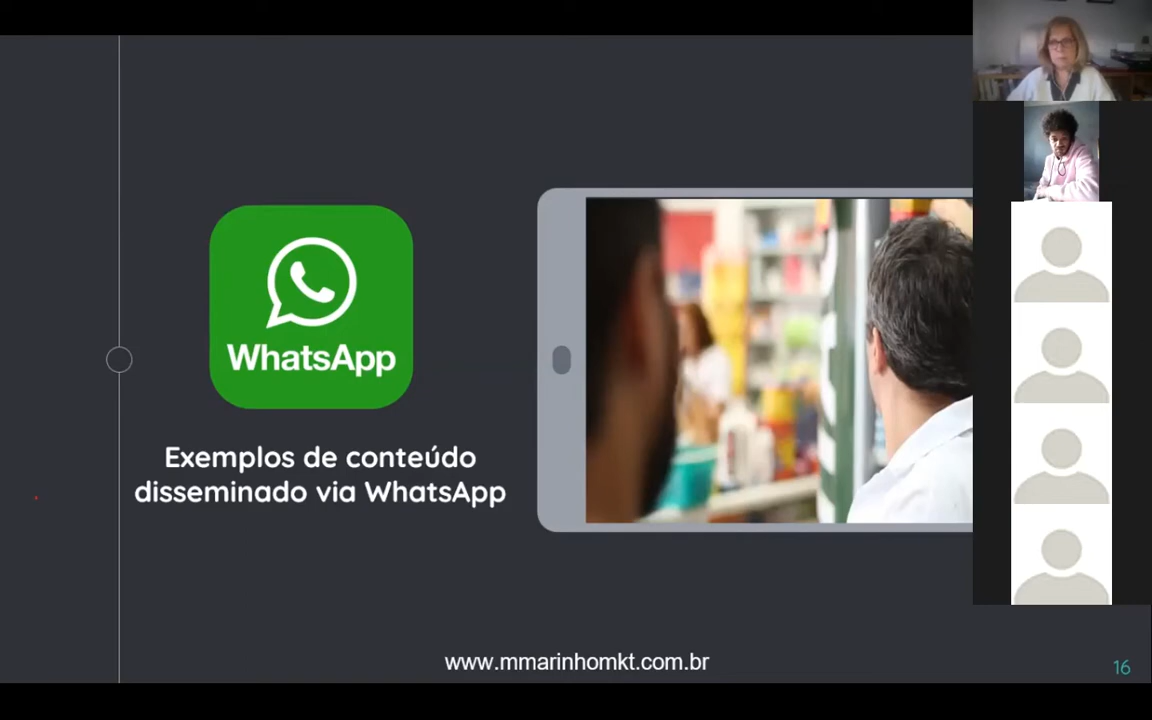 WhatsApp
Exemplos de conteúdo
disseminado via WhatsApp
www.mmarinhomkt.com.br
16